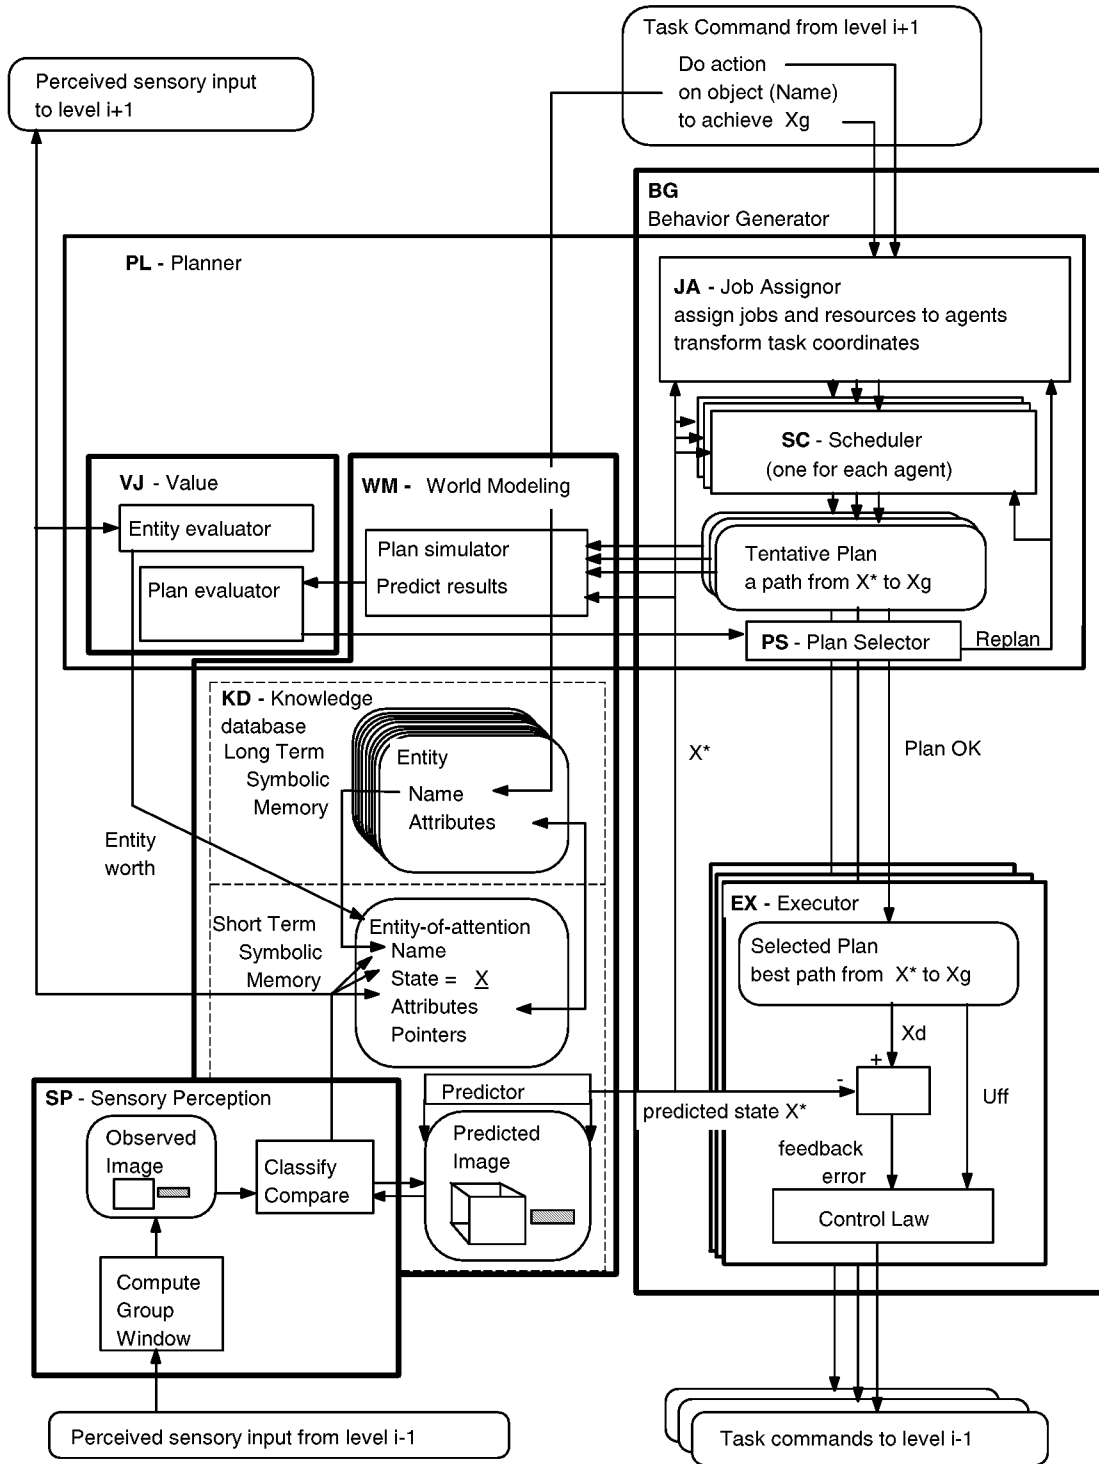 Task Command from level i+1
Do action
on object (Name)
to achieve Xg
Perceived sensory input
to level i+1
BG
Behavior Generator
PL - Planner
JA - Job Assignor
assign jobs and resources to agents
transform task coordinates
SC - Scheduler
(one for each agent)
VJ - Value
Entity evaluator
Plan evaluator
WM - World Modeling
Plan simulator
Predict results
Tentative Plan
a path from X* to Xg
PS - Plan Selector
Replan
KD - Knowledge
database
Long Term
Symbolic
Memory
Entity
Name
Attributes
X*
Plan OK
Entity
worth
Short Term
Symbolic
Memory
Entity-of-attention
Name
State = X
Attributes
Pointers
EX - Executor
Selected Plan
best path from X* to Xg
Xd
+
-
Uff
predicted state X*
feedback
error
Control Law
Predictor
Predicted
Image
SP - Sensory Perception
Observed
Image
Classify
Compare
Compute
Group
Window
Perceived sensory input from level i-1
Task commands to level i-1